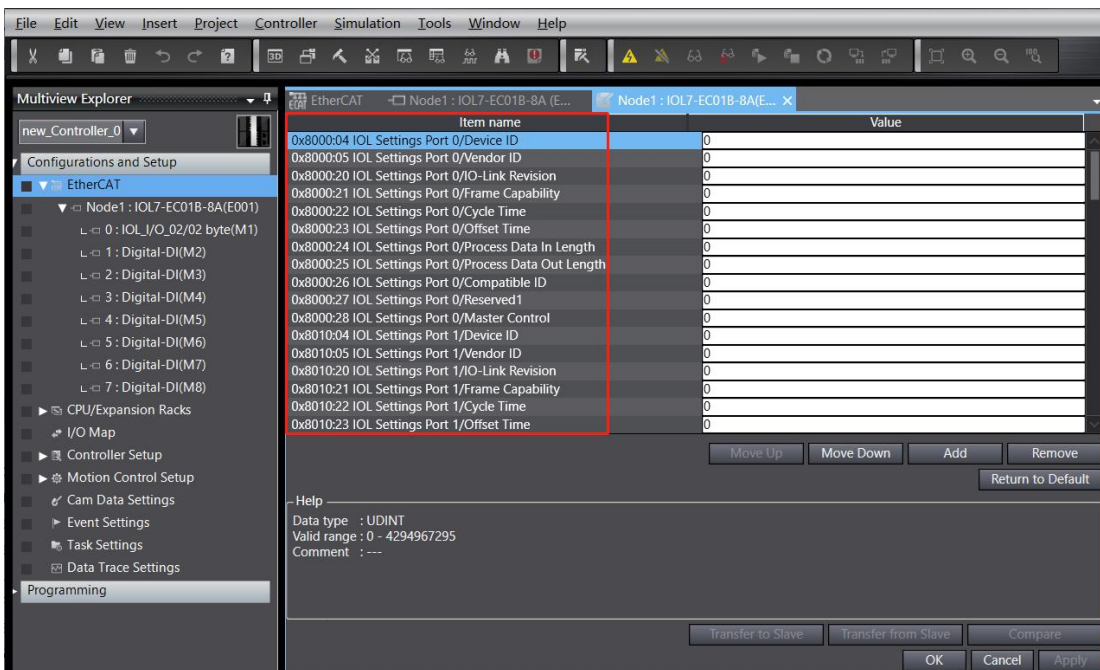 File Edit View Insert Project Controller Simulation Tools Window Help
3D
Multiview Explorer
new_Controller_0
Configurations and Setup
EtherCAT
Node1 : IOL7-EC01B-8A(E001)
0 : IOL_I/O_02/02 byte(M1)
1 : Digital-DI(M2)
2 : Digital-DI(M3)
3 : Digital-DI(M4)
4 : Digital-DI(M5)
5 : Digital-DI(M6)
6 : Digital-DI(M7)
7 : Digital-DI(M8)
CPU/Expansion Racks
I/O Map
Controller Setup
Motion Control Setup
Cam Data Settings
Event Settings
Task Settings
Data Trace Settings
Programming
EtherCAT Node1 : IOL7-EC01B-8A (E... Node1 : IOL7-EC01B-8A(E...
Item name Value
0x8000:04 IOL Settings Port 0/Device ID 0
0x8000:05 IOL Settings Port 0/Vendor ID 0
0x8000:20 IOL Settings Port 0/IO-Link Revision 0
0x8000:21 IOL Settings Port 0/Frame Capability 0
0x8000:22 IOL Settings Port 0/Cycle Time 0
0x8000:23 IOL Settings Port 0/Offset Time 0
0x8000:24 IOL Settings Port 0/Process Data In Length 0
0x8000:25 IOL Settings Port 0/Process Data Out Length 0
0x8000:26 IOL Settings Port 0/Compatible ID 0
0x8000:27 IOL Settings Port 0/Reserved1 0
0x8000:28 IOL Settings Port 0/Master Control 0
0x8010:04 IOL Settings Port 1/Device ID 0
0x8010:05 IOL Settings Port 1/Vendor ID 0
0x8010:20 IOL Settings Port 1/IO-Link Revision 0
0x8010:21 IOL Settings Port 1/Frame Capability 0
0x8010:22 IOL Settings Port 1/Cycle Time 0
0x8010:23 IOL Settings Port 1/Offset Time 0
Move Up Move Down Add Remove
Return to Default
Help
Data type : UDINT
Valid range : 0 - 4294967295
Comment : ---
Transfer to Slave Transfer from Slave Compare
OK Cancel Apply